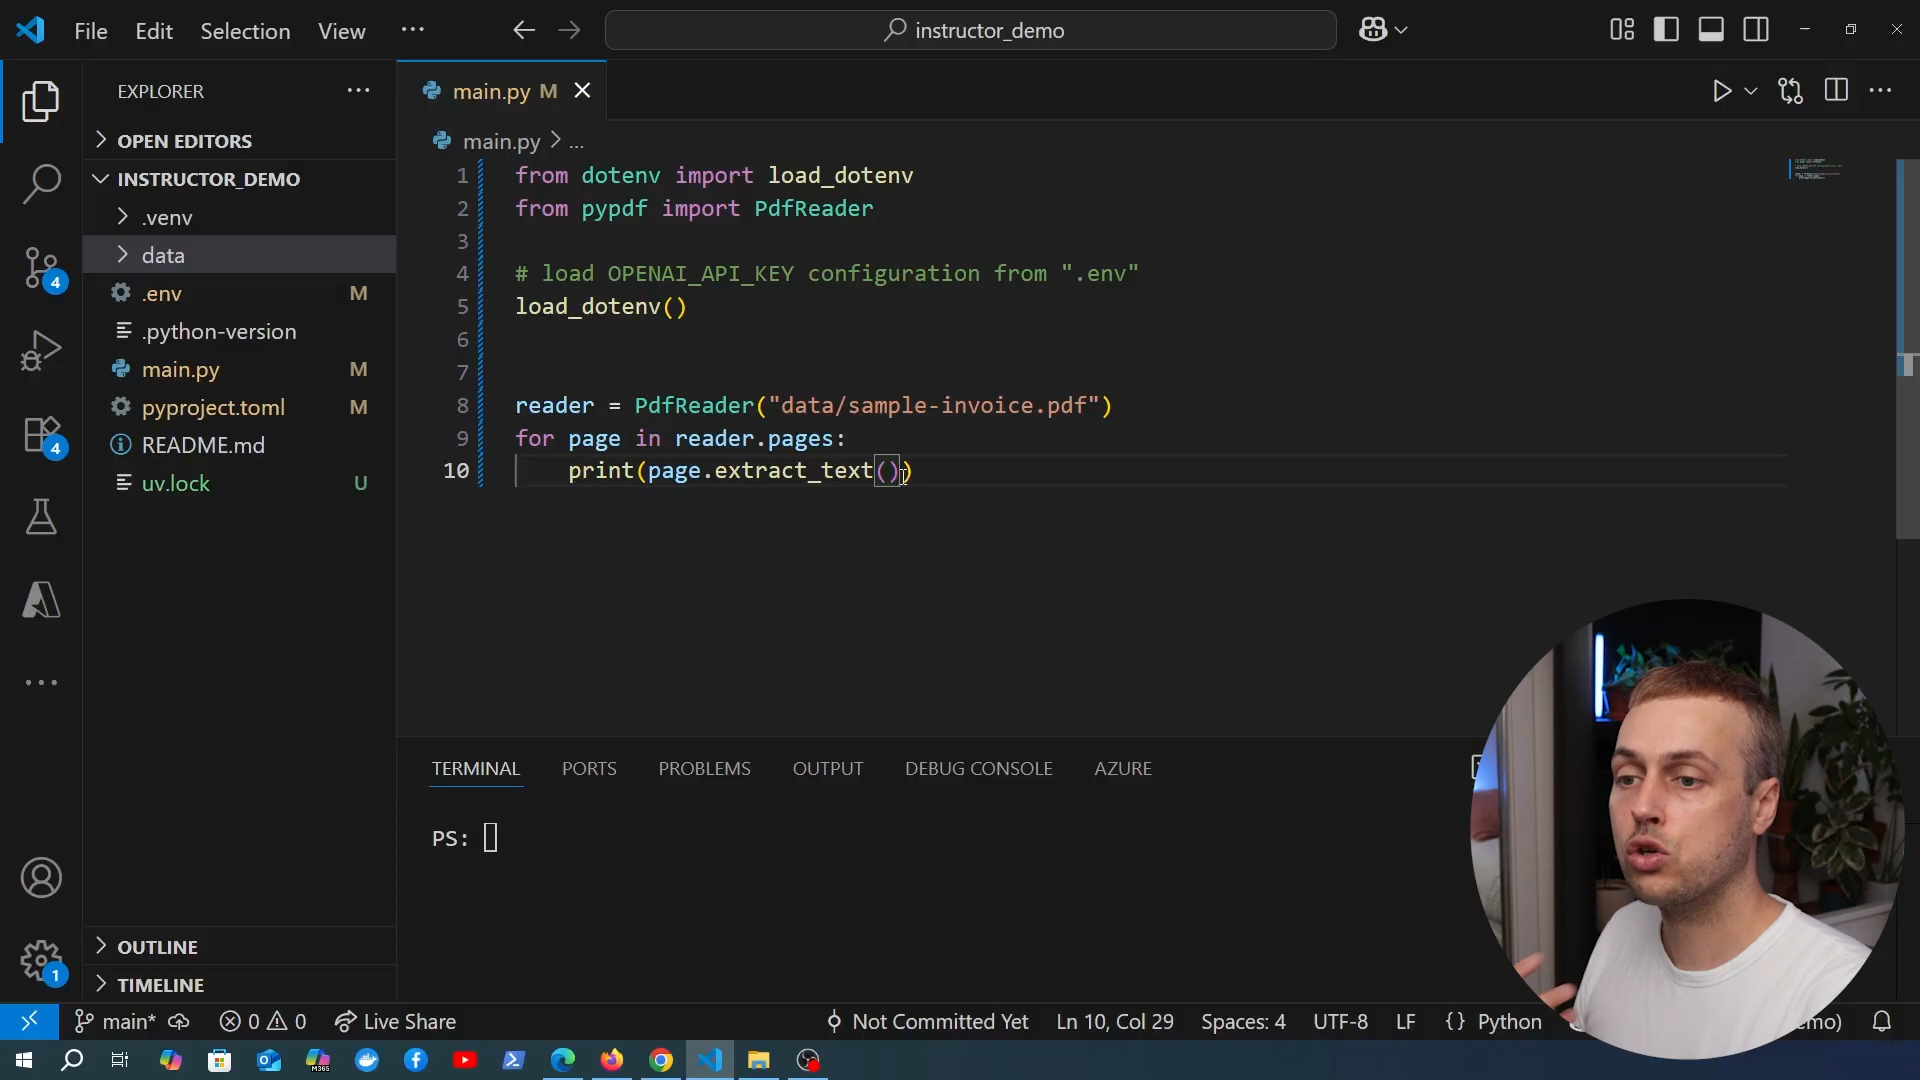 File Edit Selection View ... instructor_demo
EXPLORER ...
main.py M
OPEN EDITORS
main.py > ...
INSTRUCTOR_DEMO
.venv
data
.env M
.python-version
main.py M
pyproject.toml M
README.md
uv.lock U
1 from dotenv import load_dotenv
2 from pypdf import PdfReader
3
4 # load OPENAI_API_KEY configuration from ".env"
5 load_dotenv()
6
7
8 reader = PdfReader("data/sample-invoice.pdf")
9 for page in reader.pages:
10 print(page.extract_text())
4
4
TERMINAL PORTS PROBLEMS OUTPUT DEBUG CONSOLE AZURE
PS:
OUTLINE
TIMELINE
1
main* 0 0 Live Share Not Committed Yet Ln 10, Col 29 Spaces: 4 UTF-8 LF {} Python
M365